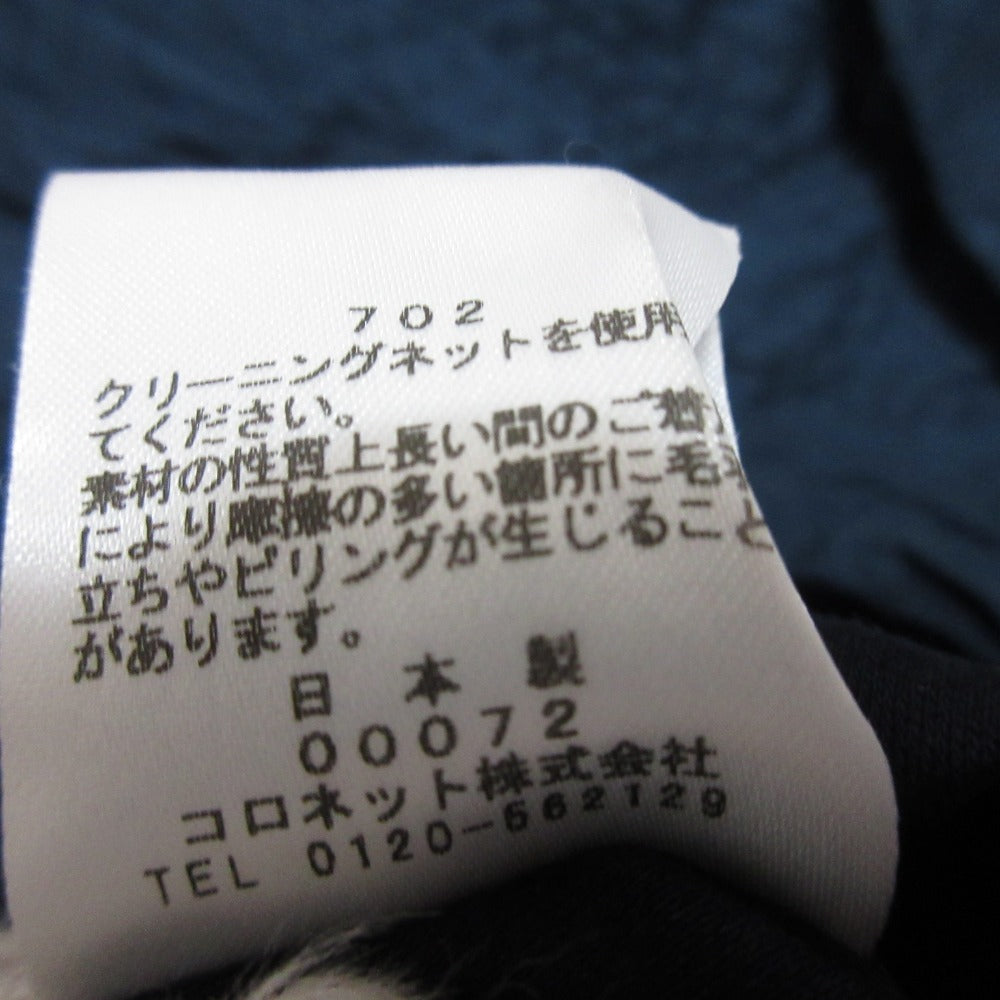 702
クリーニングネットを使用
てください。
素材の性質上長い間のご着
により摩擦の多い箇所に毛羽
立ちやピリングが生じること
があります。
日本製
00072
コロネット株式会社
TEL 0120-562129